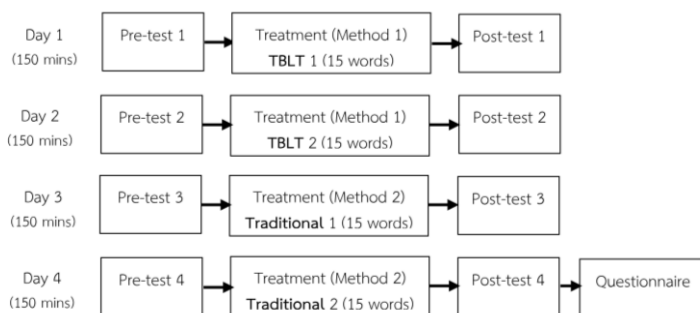 Day 1
(150 mins)
Pre-test 1
Treatment (Method 1)
TBLT 1 (15 words)
Post-test 1
Day 2
(150 mins)
Pre-test 2
Treatment (Method 1)
TBLT 2 (15 words)
Post-test 2
Day 3
(150 mins)
Pre-test 3
Treatment (Method 2)
Traditional 1 (15 words)
Post-test 3
Day 4
(150 mins)
Pre-test 4
Treatment (Method 2)
Traditional 2 (15 words)
Post-test 4
Questionnaire